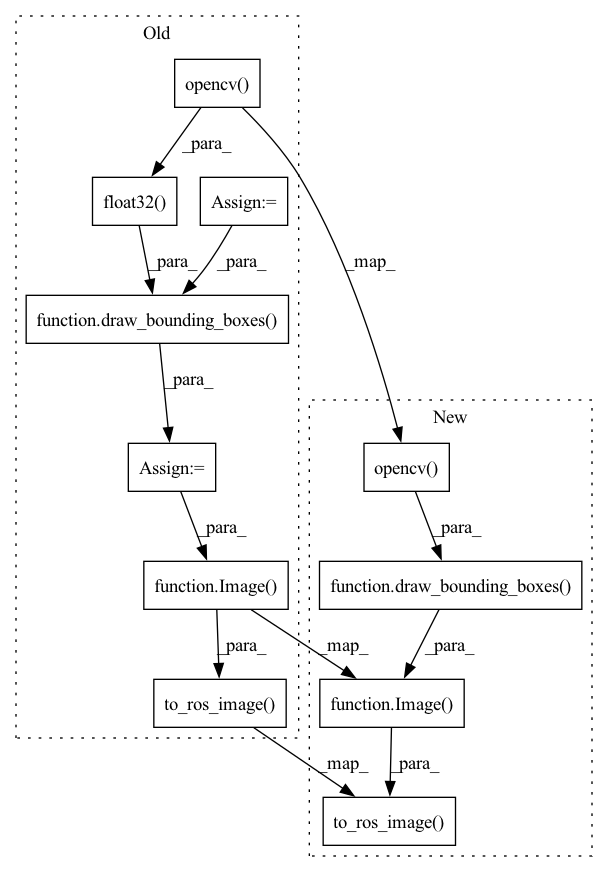 Old
opencv()
_para_
float32()
Assign:=
_para_
_para_
_map_
function.draw_bounding_boxes()
_para_
New
Assign:=
opencv()
_para_
_para_
function.Image()
function.draw_bounding_boxes()
_para_
_map_
_para_
to_ros_image()
function.Image()
_map_
_para_
to_ros_image()